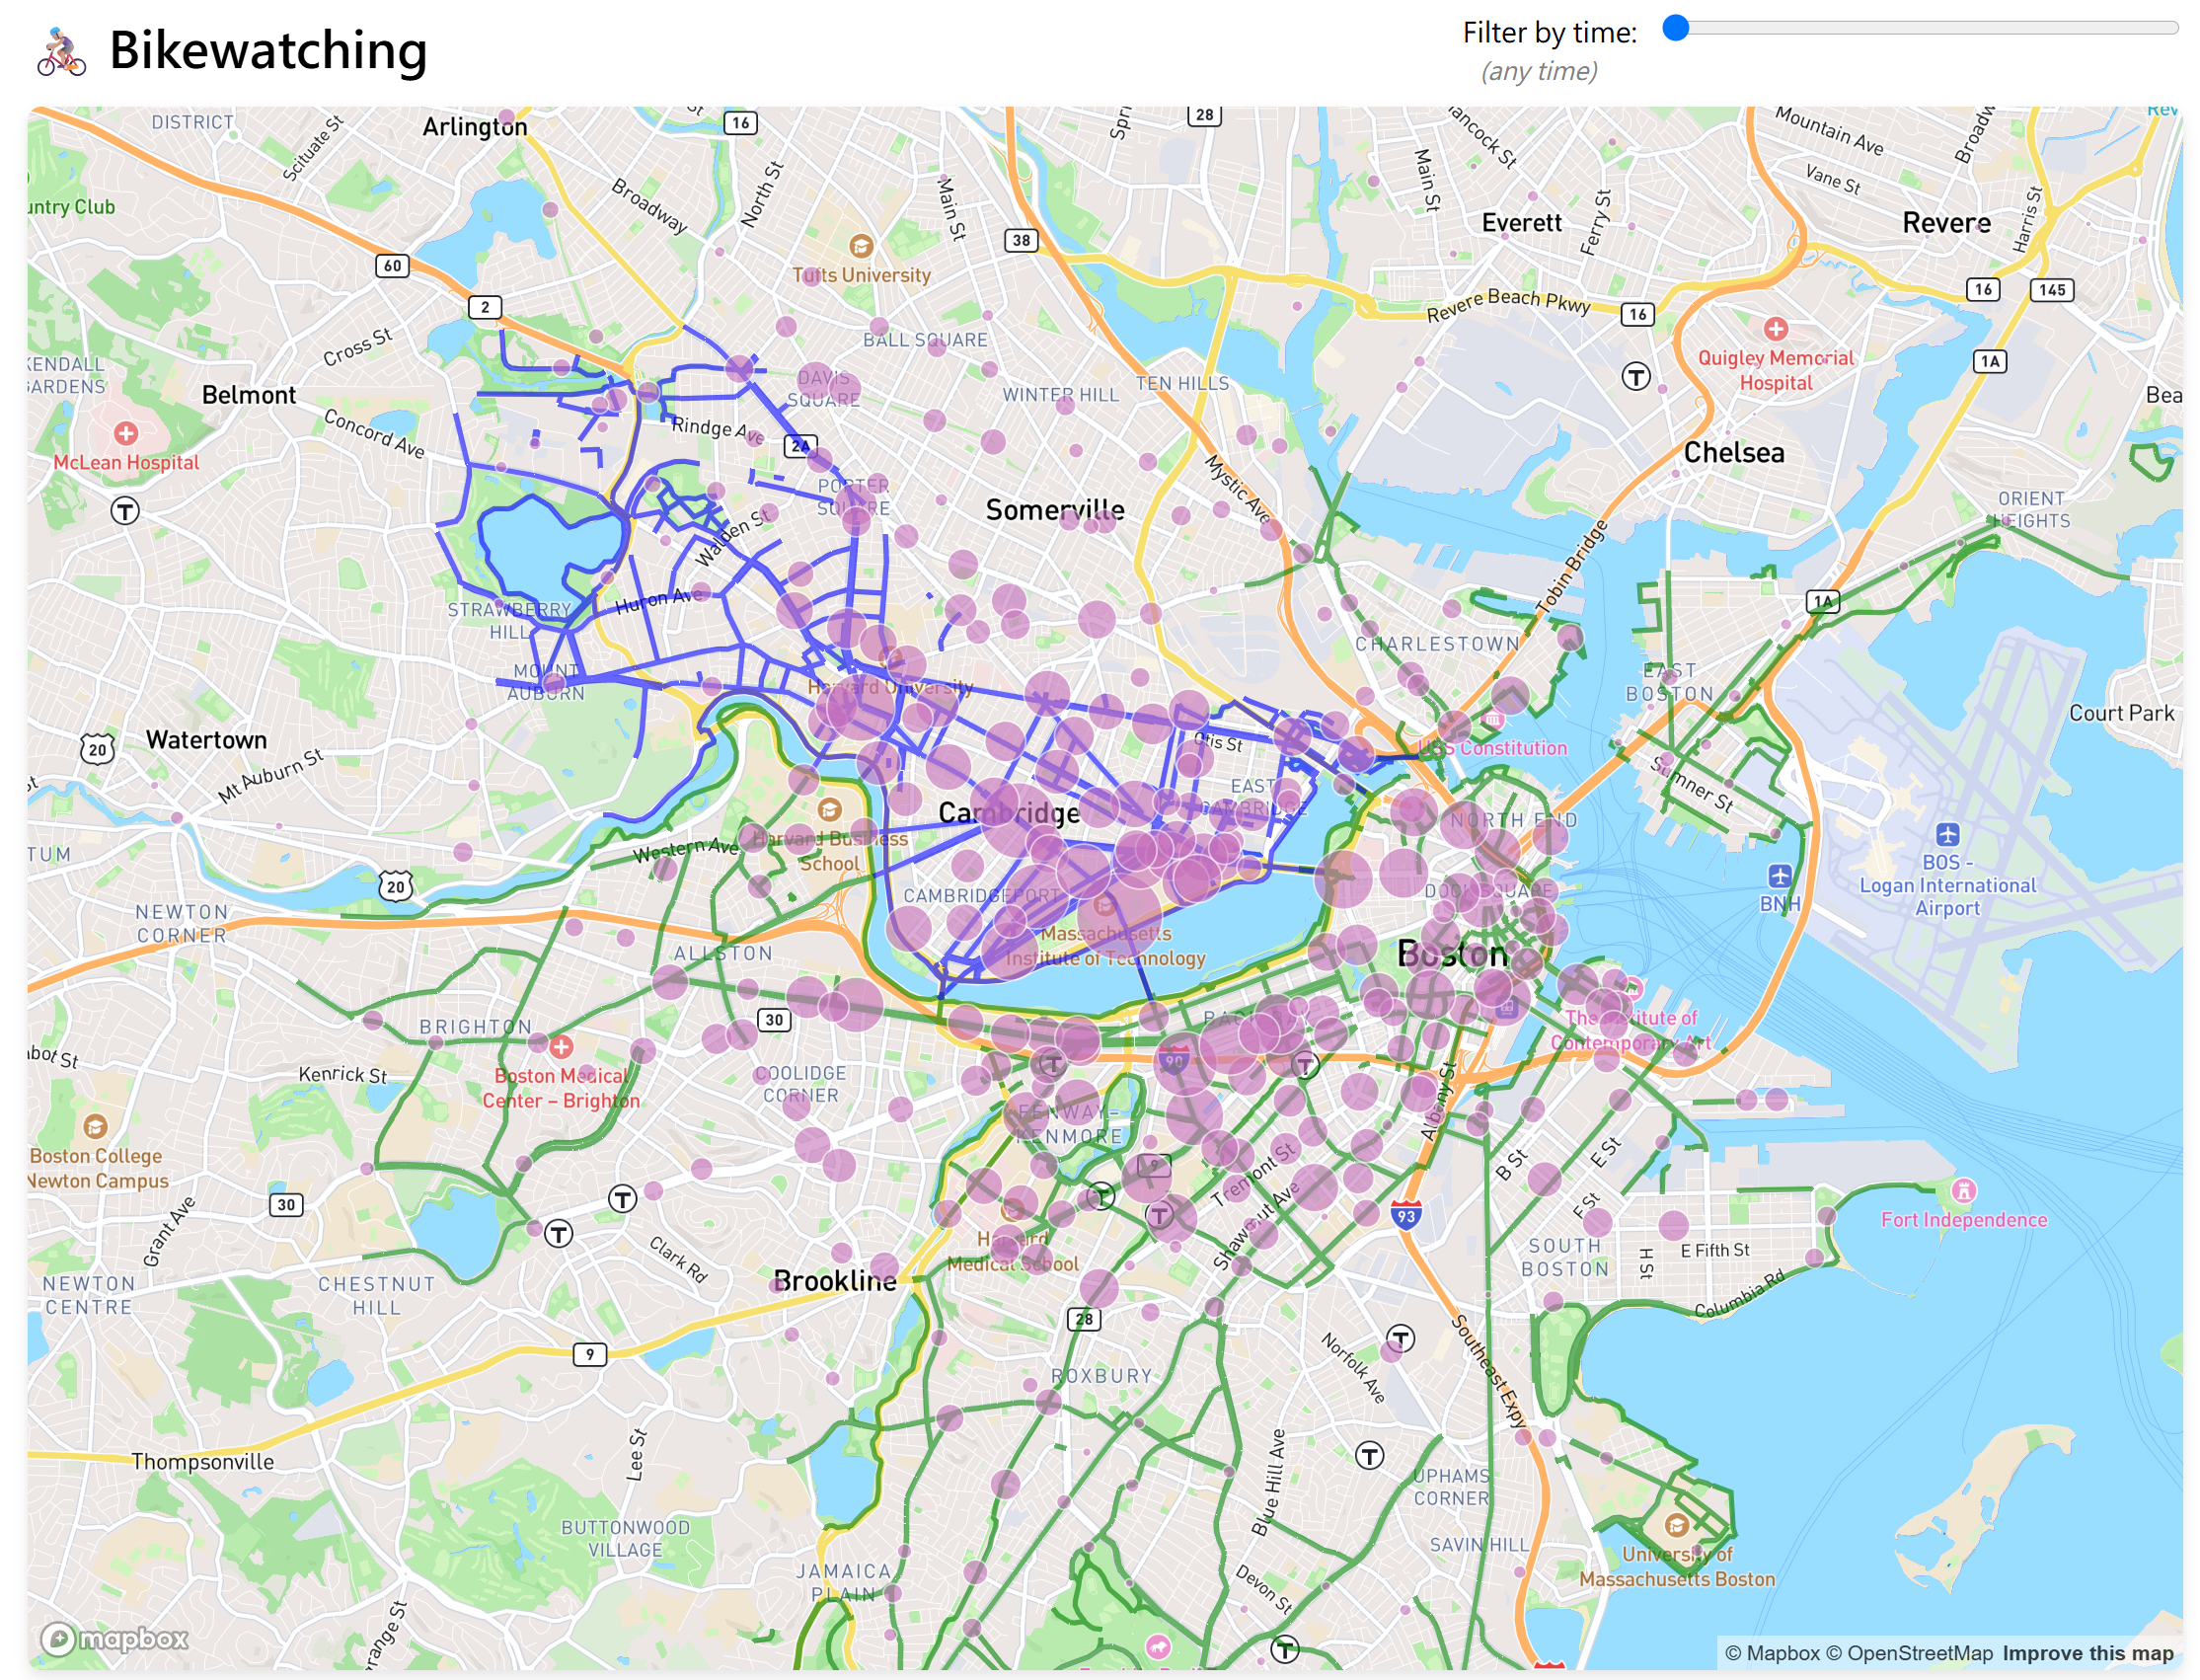 Bikewatching
Filter by time:
(any time)
DISTRICT
Scituate St
Arlington
16
28
Mountain Ave
Vane St
Main St
Everett
Ferry St
Revere
Harris St
Broadway
North St
Main St
38
Tufts University
60
2
16
145
Revere Beach Pkwy
16
Quigley Memorial
Hospital
1A
BALL SQUARE
Cross St
Belmont
DAVIS
SQUARE
WINTER HILL
TEN HILLS
Concord Ave
McLean Hospital
Rindge Ave
2A
Chelsea
Mystic Ave
PORTER
SQUARE
Somerville
Walden St
ORIENT
HEIGHTS
Tobin Bridge
T
Huron Ave
STRAWBERRY
HILL
1A
CHARLESTOWN
MOUNT
AUBURN
Harvard University
EAST
BOSTON
Court Park
20
Watertown
Mt Auburn St
Otis St
USS Constitution
Sumner St
EAST
CAMBRIDGE
Cambridge
NORTH END
Harvard Business
School
Western Ave
20
BOS -
Logan International
Airport
BNH
CAMBRIDGEPORT
DOCK SQUARE
NEWTON
CORNER
ALLSTON
Massachusetts
Institute of Technology
Boston
BRIGHTON
30
The Institute of
Contemporary Art
90
Kenrick St
Boston Medical
Center – Brighton
COOLIDGE
CORNER
FENWAY–
KENMORE
Albany St
Boston College
Newton Campus
30
Grant Ave
9
Tremont St
Shawmut Ave
93
B St
E St
F St
H St
E Fifth St
SOUTH
BOSTON
Columbia Rd
Fort Independence
Clark Rd
Harvard
Medical School
Brookline
NEWTON
CENTRE
CHESTNUT
HILL
28
9
Norfolk Ave
Southeast Expy
ROXBURY
Thompsonville
Lee St
Blue Hill Ave
UPHAMS
CORNER
BUTTONWOOD
VILLAGE
SAVIN HILL
University of
Massachusetts Boston
JAMAICA
PLAIN
Devon St
mapbox
© Mapbox © OpenStreetMap Improve this map